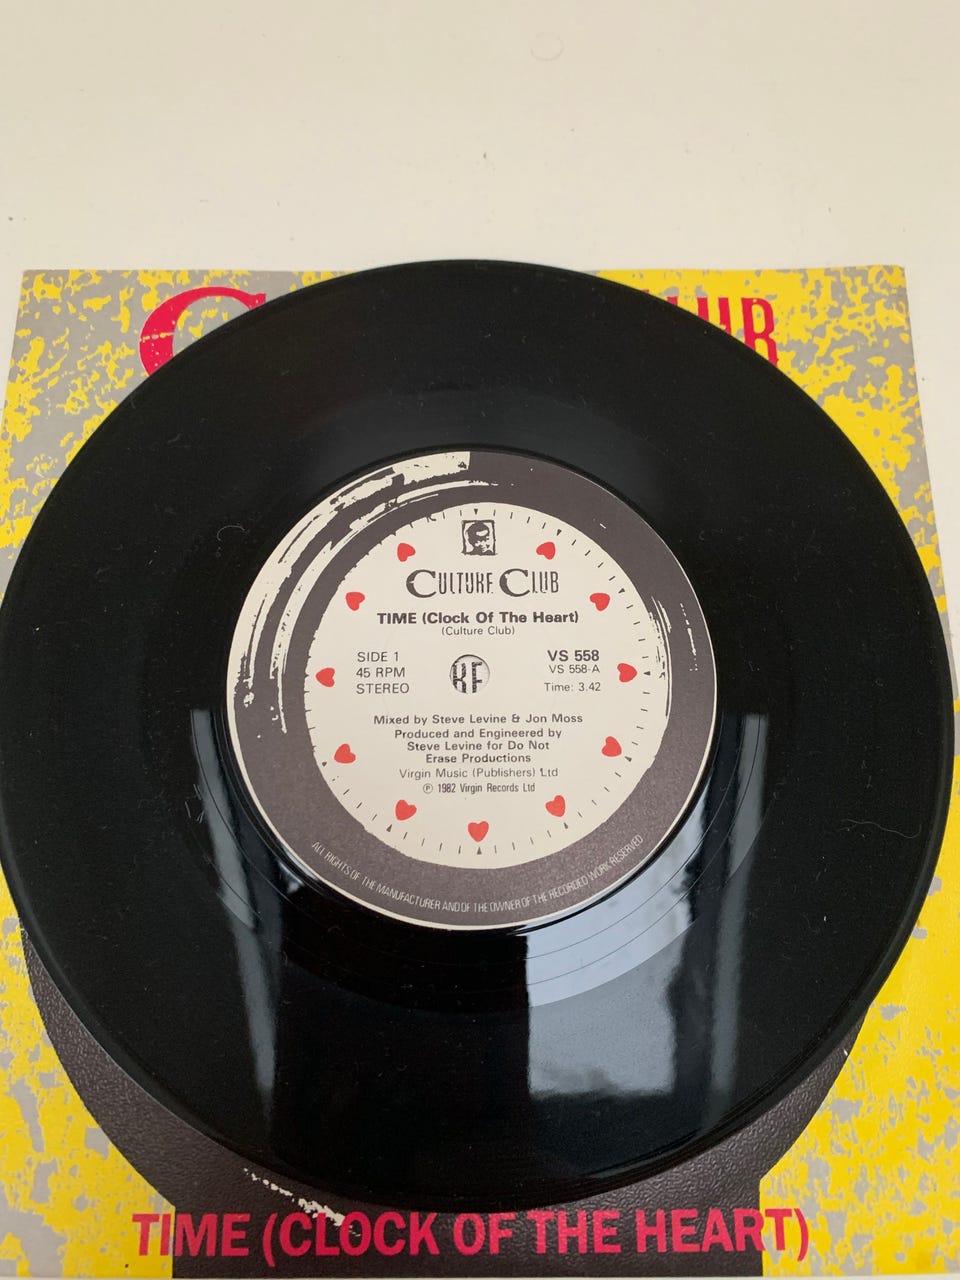 CLUB
CULTURE CLUB
TIME (Clock Of The Heart)
(Culture Club)
SIDE 1
45 RPM
STEREO
VS 558
VS 558-A
Time: 3.42
Mixed by Steve Levine & Jon Moss
Produced and Engineered by
Steve Levine for Do Not
Erase Productions
Virgin Music (Publishers) Ltd
℗ 1982 Virgin Records Ltd
ALL RIGHTS OF THE MANUFACTURER AND OF THE OWNER OF THE RECORDED WORK RESERVED
TIME (CLOCK OF THE HEART)